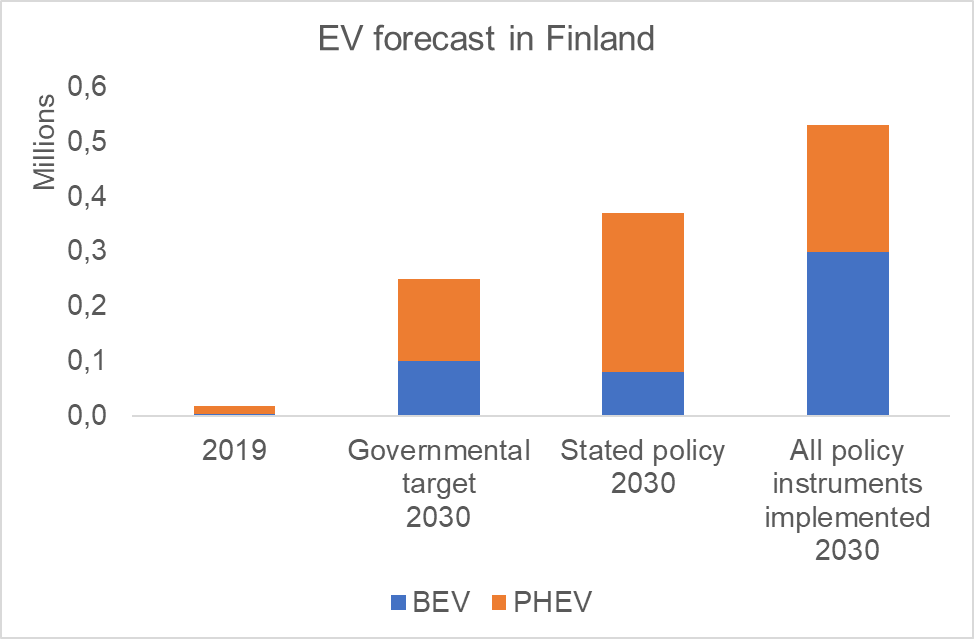 EV forecast in Finland
Millions
0,6
0,5
0,4
0,3
0,2
0,1
0,0
2019
Governmental
target
2030
Stated policy
2030
All policy
instruments
implemented
2030
BEV
PHEV